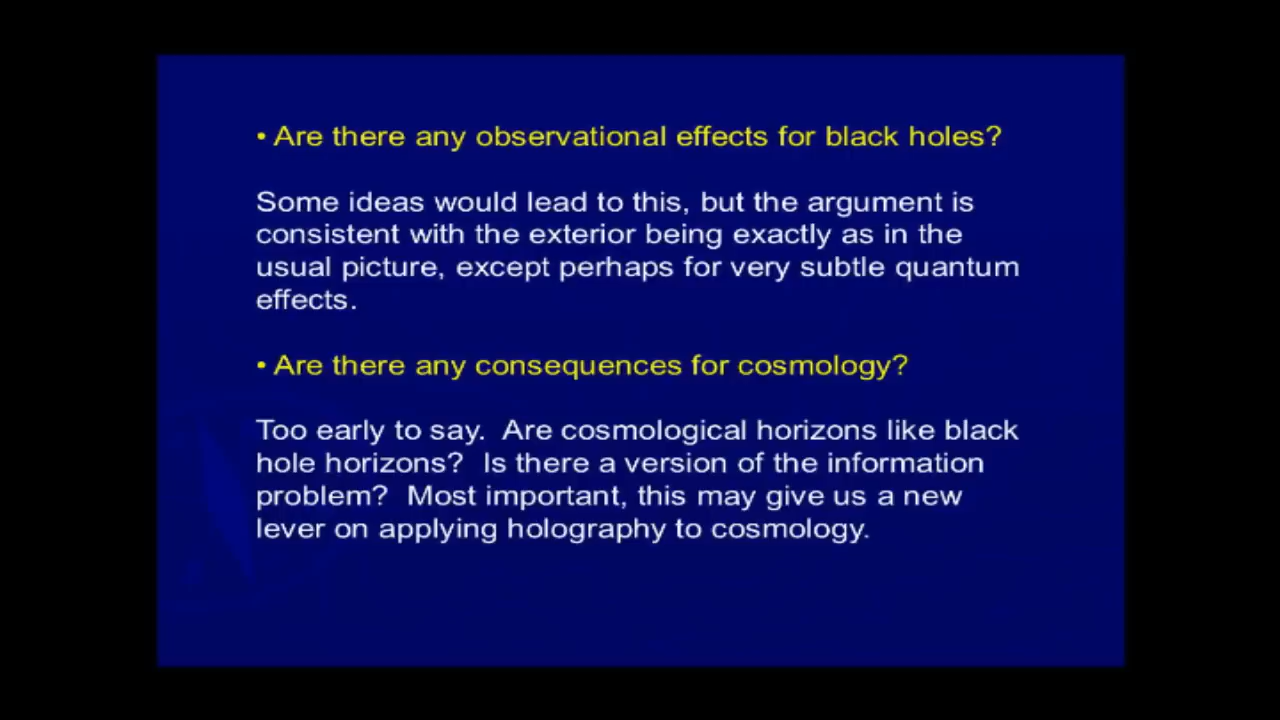 • Are there any observational effects for black holes?
Some ideas would lead to this, but the argument is
consistent with the exterior being exactly as in the
usual picture, except perhaps for very subtle quantum
effects.
• Are there any consequences for cosmology?
Too early to say.  Are cosmological horizons like black
hole horizons?  Is there a version of the information
problem?  Most important, this may give us a new
lever on applying holography to cosmology.